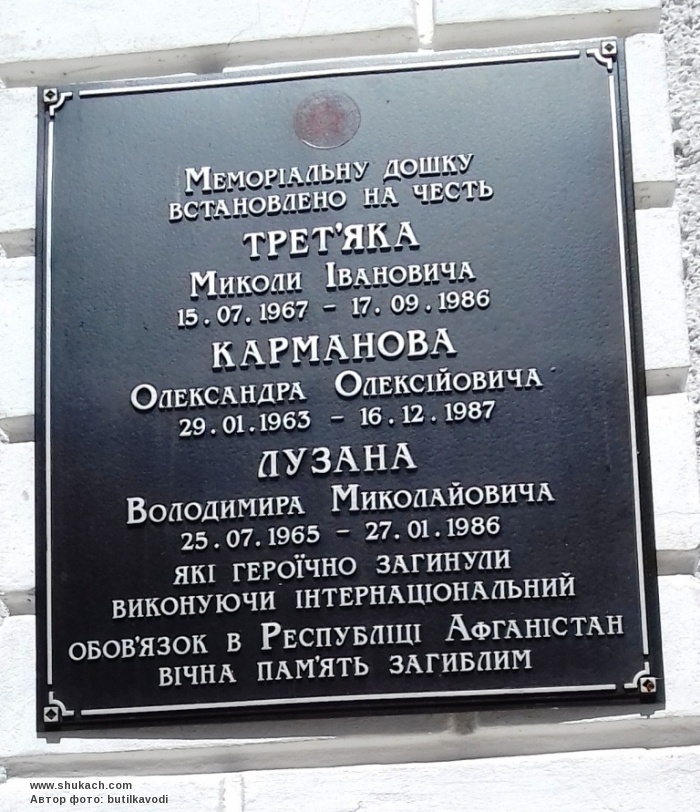 Меморіальну дошку
встановлено на честь
ТРЕТ'ЯКА
Миколи Івановича
15.07.1967 – 17.09.1986
КАРМАНОВА
Олександра Олексійовича
29.01.1963 – 16.12.1987
ЛУЗАНА
Володимира Миколайовича
25.07.1965 – 27.01.1986
які героїчно загинули
виконуючи інтернаціональний
обов'язок в Республіці Афганістан
вічна пам'ять загиблим
www.shukach.com
Автор фото: butilkavodi